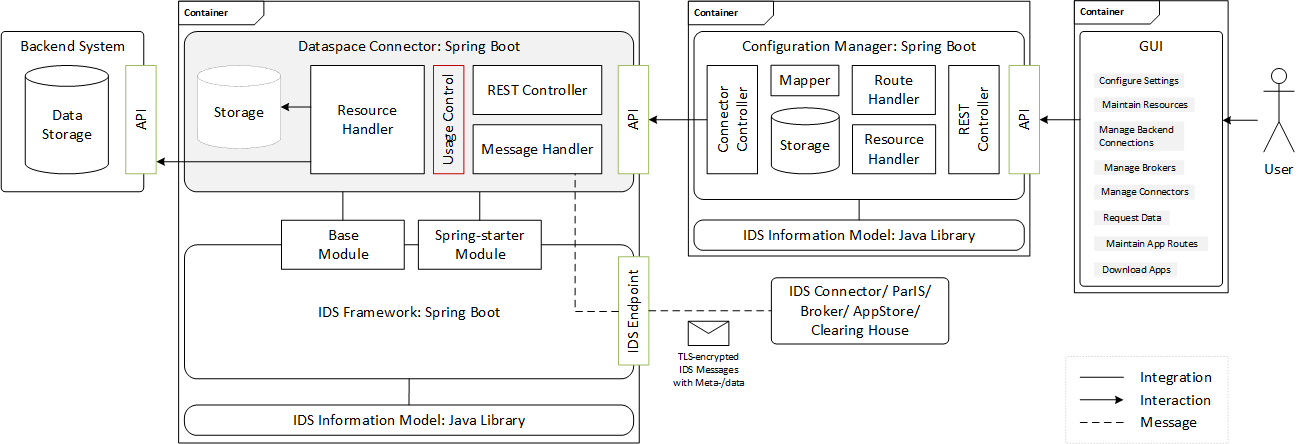 Container
Container
Container
Backend System
Data
Storage
API
Dataspace Connector: Spring Boot
Storage
Resource
Handler
Usage Control
REST Controller
Message Handler
API
Base
Module
Spring-starter
Module
IDS Framework: Spring Boot
IDS Endpoint
IDS Information Model: Java Library
Configuration Manager: Spring Boot
Connector
Controller
Mapper
Storage
Route
Handler
Resource
Handler
REST
Controller
API
IDS Information Model: Java Library
IDS Connector/ ParIS/
Broker/ AppStore/
Clearing House
TLS-encrypted
IDS Messages
with Meta-/data
GUI
Configure Settings
Maintain Resources
Manage Backend
Connections
Manage Brokers
Manage Connectors
Request Data
Maintain App Routes
Download Apps
User
Integration
Interaction
Message